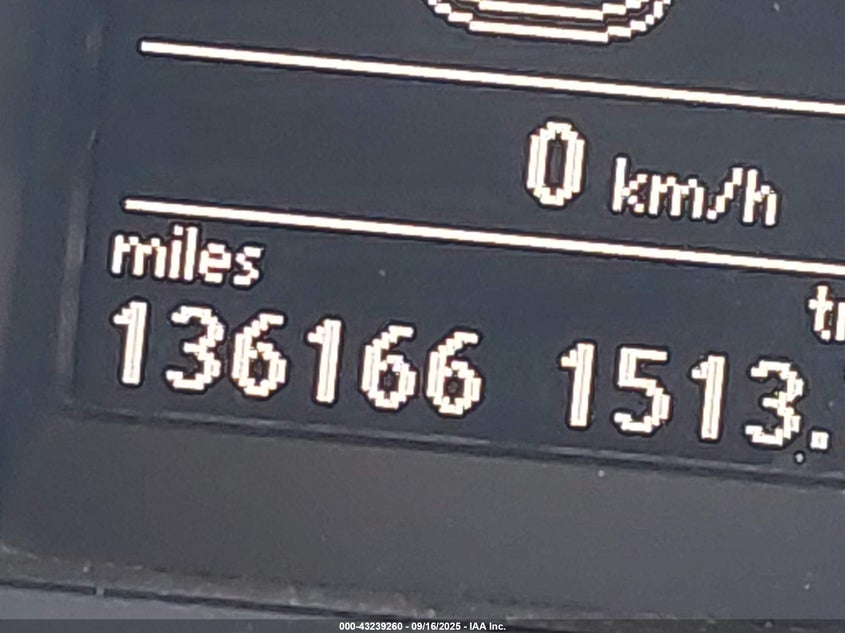 0 km/h
miles
136166 1513.
000-43239260 - 09/16/2025 - IAA Inc.